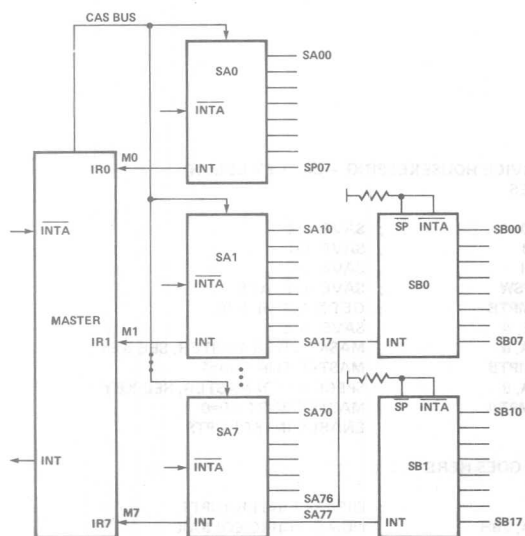 CAS BUS
SA0
SA00
INTA
M0
IR0
INT
SP07
INTA
MASTER
SA1
SA10
INTA
M1
IR1
INT
SA17
SP INTA
SB0
SB00
INT
SB07
SA7
SA70
INTA
SA76
SA77
INT
M7
IR7
INT
SP INTA
SB1
SB10
INT
SB17